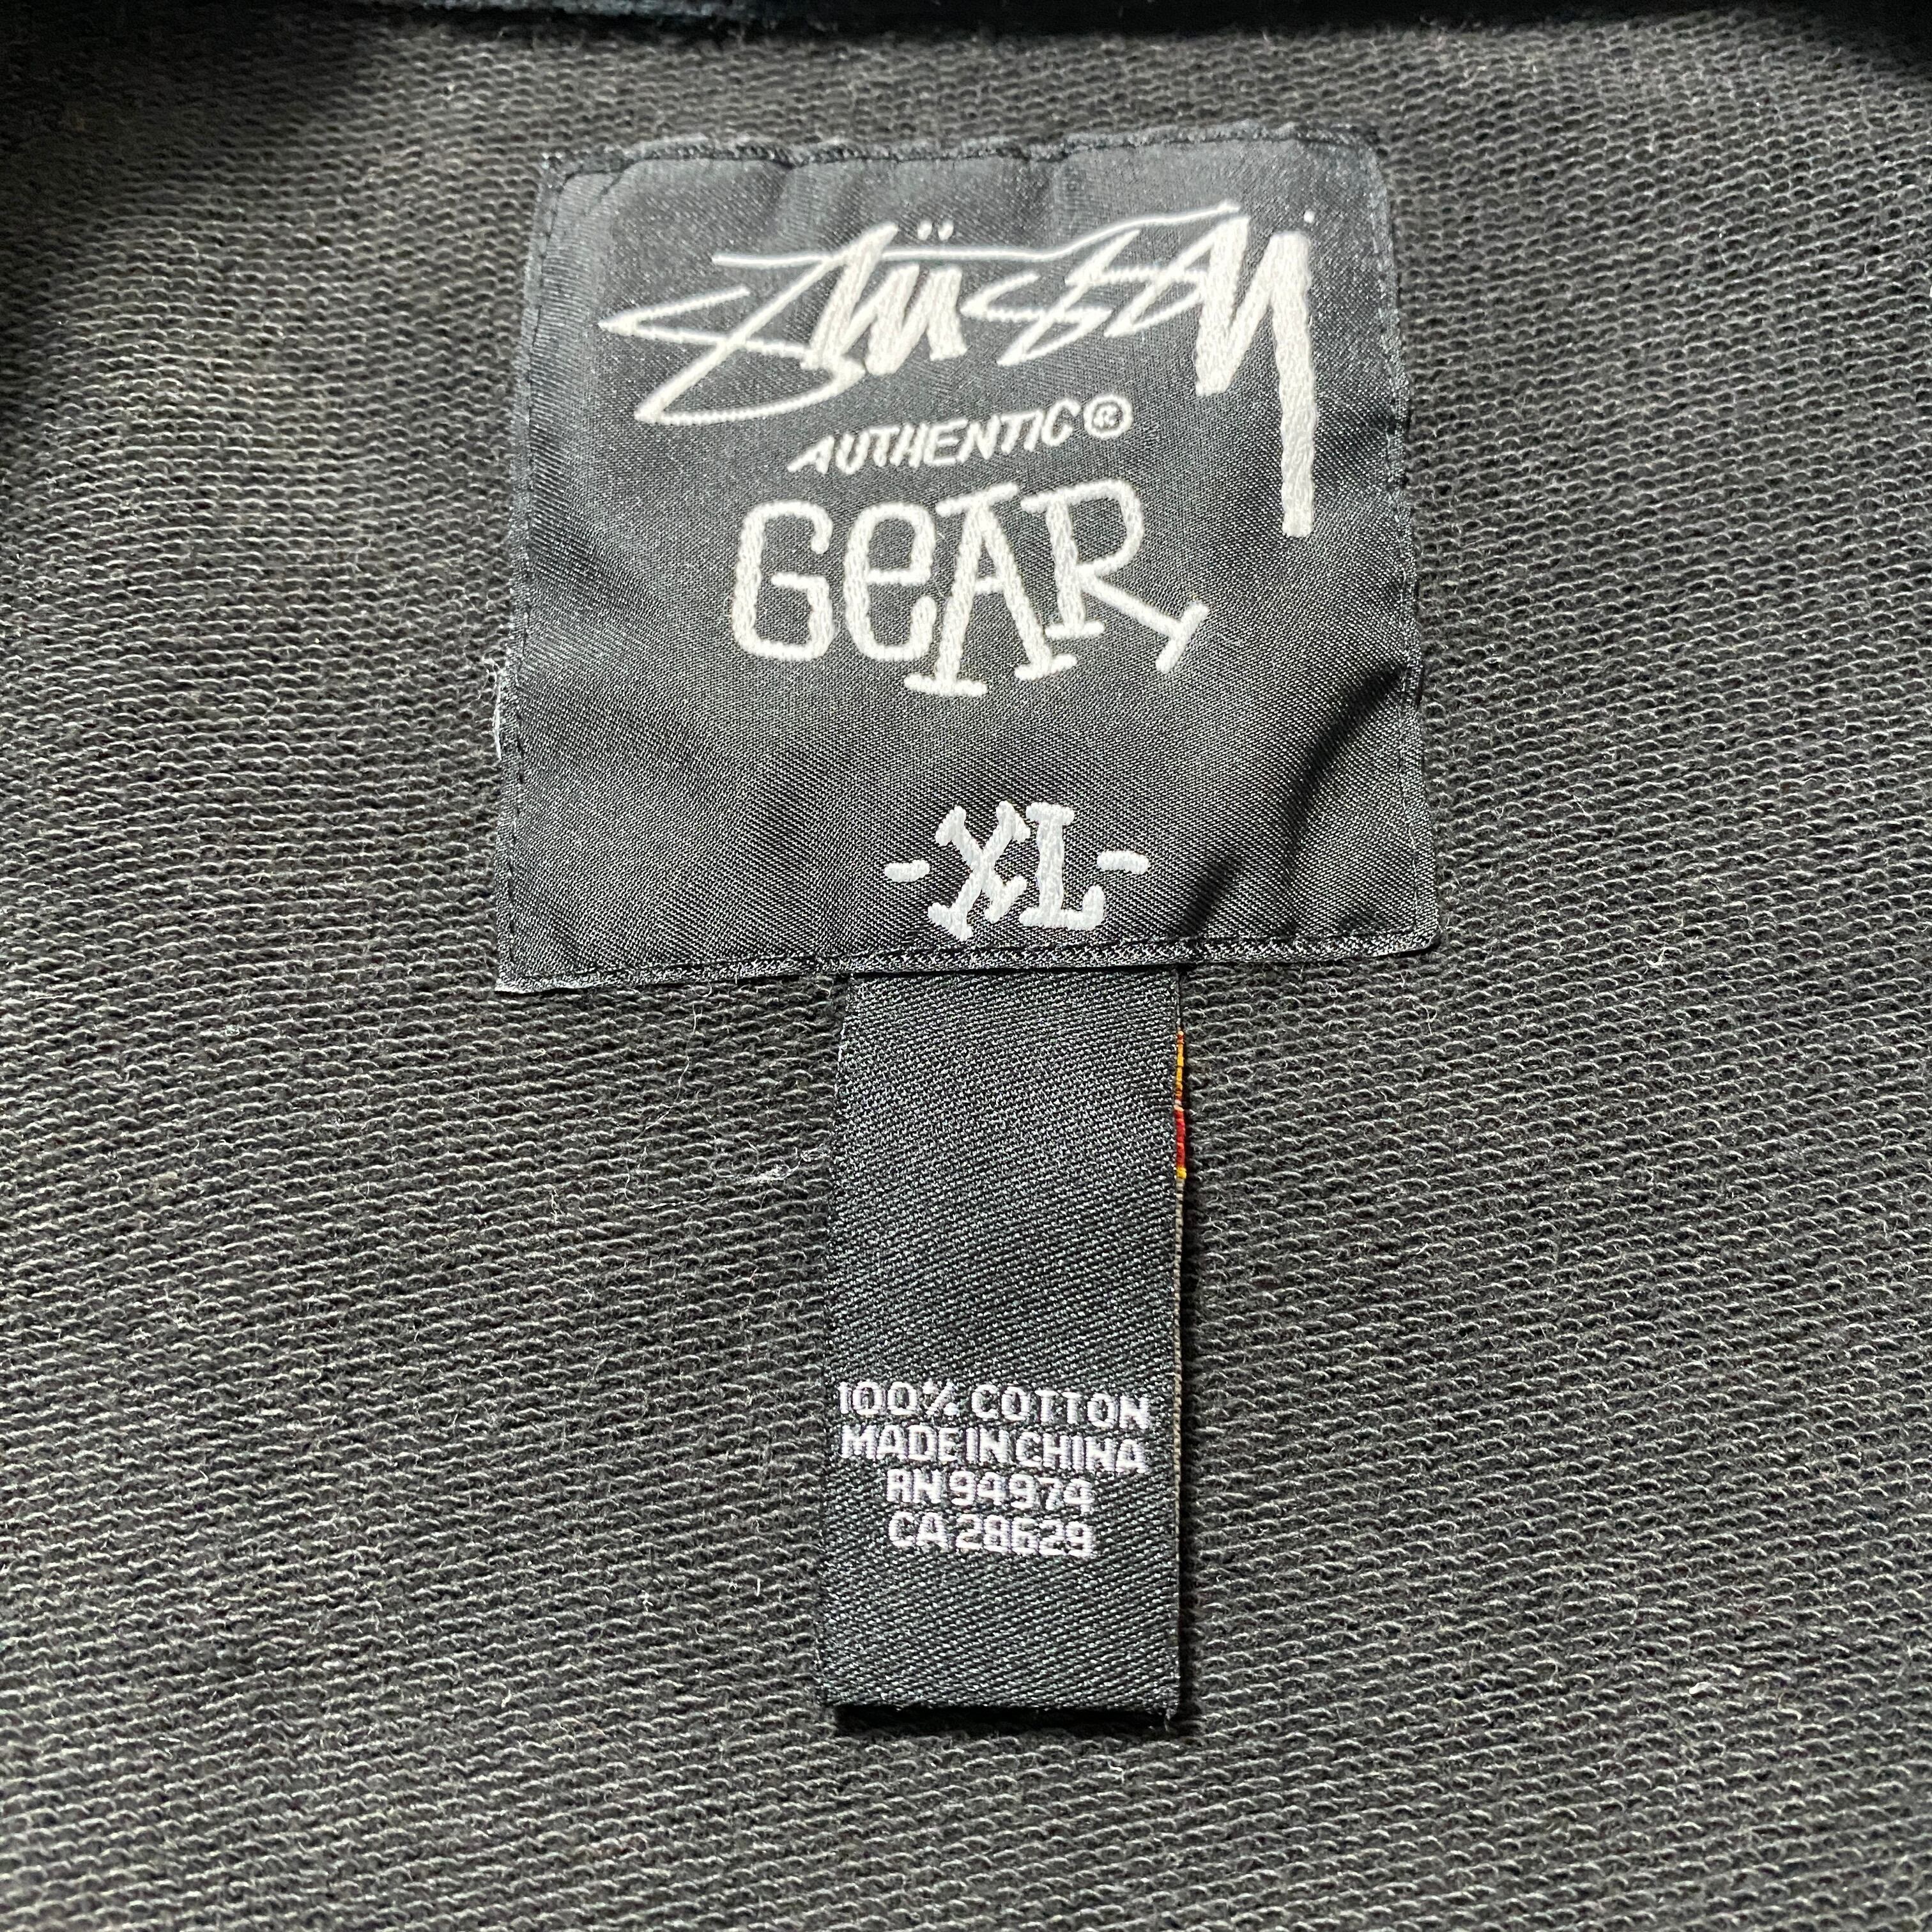 Stüssy
AUTHENTIC®
GeAR
-XL-
100% COTTON
MADE IN CHINA
RN 94974
CA 28629